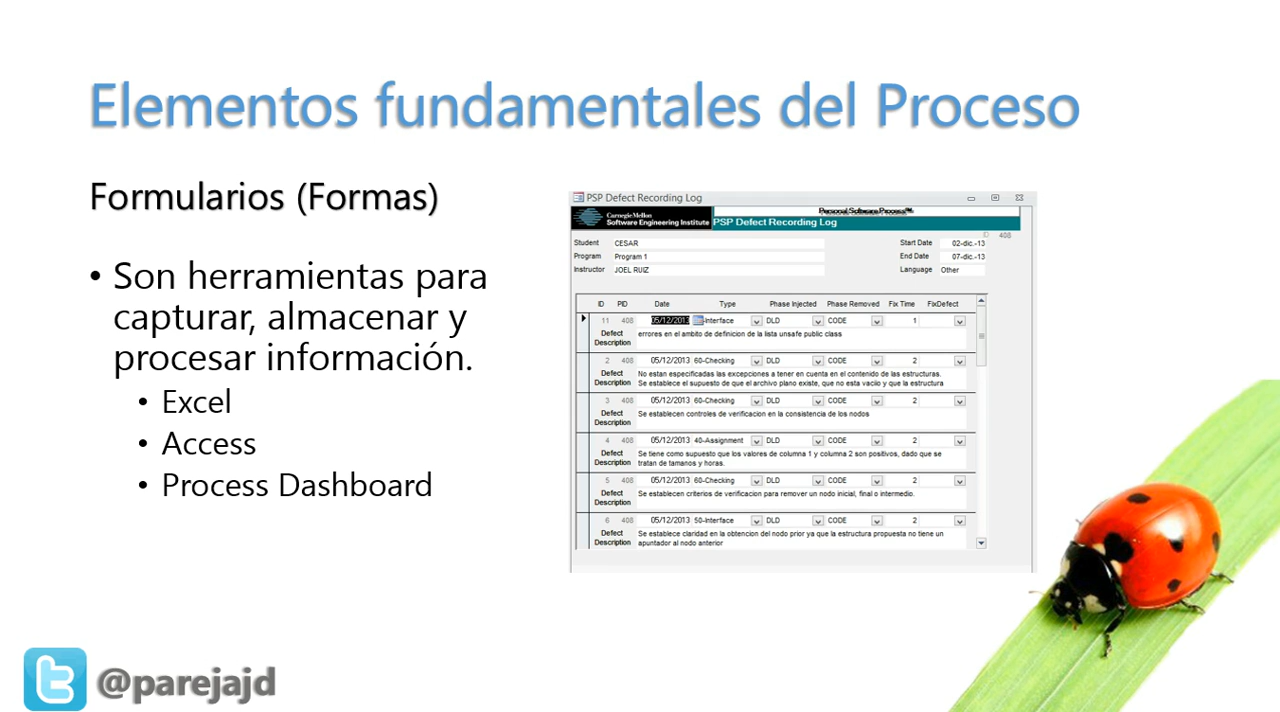 Elementos fundamentales del Proceso
Formularios (Formas)
• Son herramientas para
capturar, almacenar y
procesar información.
• Excel
• Access
• Process Dashboard
PSP Defect Recording Log
CarnegieMellon
Software Engineering Institute
Personal Software Process℠
PSP Defect Recording Log
ID 408
Student CESAR Start Date 02-dic.-13
Program Program 1 End Date 07-dic.-13
Instructor JOEL RUIZ Language Other
ID PID Date Type Phase Injected Phase Removed Fix Time FixDefect
11 408 05/12/2013 -Interface DLD CODE 1
Defect Description errores en el ambito de definicion de la lista unsafe public class
2 408 05/12/2013 60-Checking DLD CODE 2
Defect Description No estan especificadas las excepciones a tener en cuenta en el contenido de las estructuras.
Se establece el supuesto de que el archivo plano existe, que no esta vaciio y que la estructura
3 408 05/12/2013 60-Checking DLD CODE 2
Defect Description Se establecen controles de verificacion en la consistencia de los nodos
4 408 05/12/2013 40-Assignment DLD CODE 2
Defect Description Se tiene como supuesto que los valores de columna 1 y columna 2 son positivos, dado que se
tratan de tamanos y horas.
5 408 05/12/2013 60-Checking DLD CODE 2
Defect Description Se establecen criterios de verificacion para remover un nodo inicial, final o intermedio.
6 408 05/12/2013 50-Interface DLD CODE 2
Defect Description Se establece claridad en la obtencion del nodo prior ya que la estructura propuesta no tiene un
apuntador al nodo anterior
@parejajd